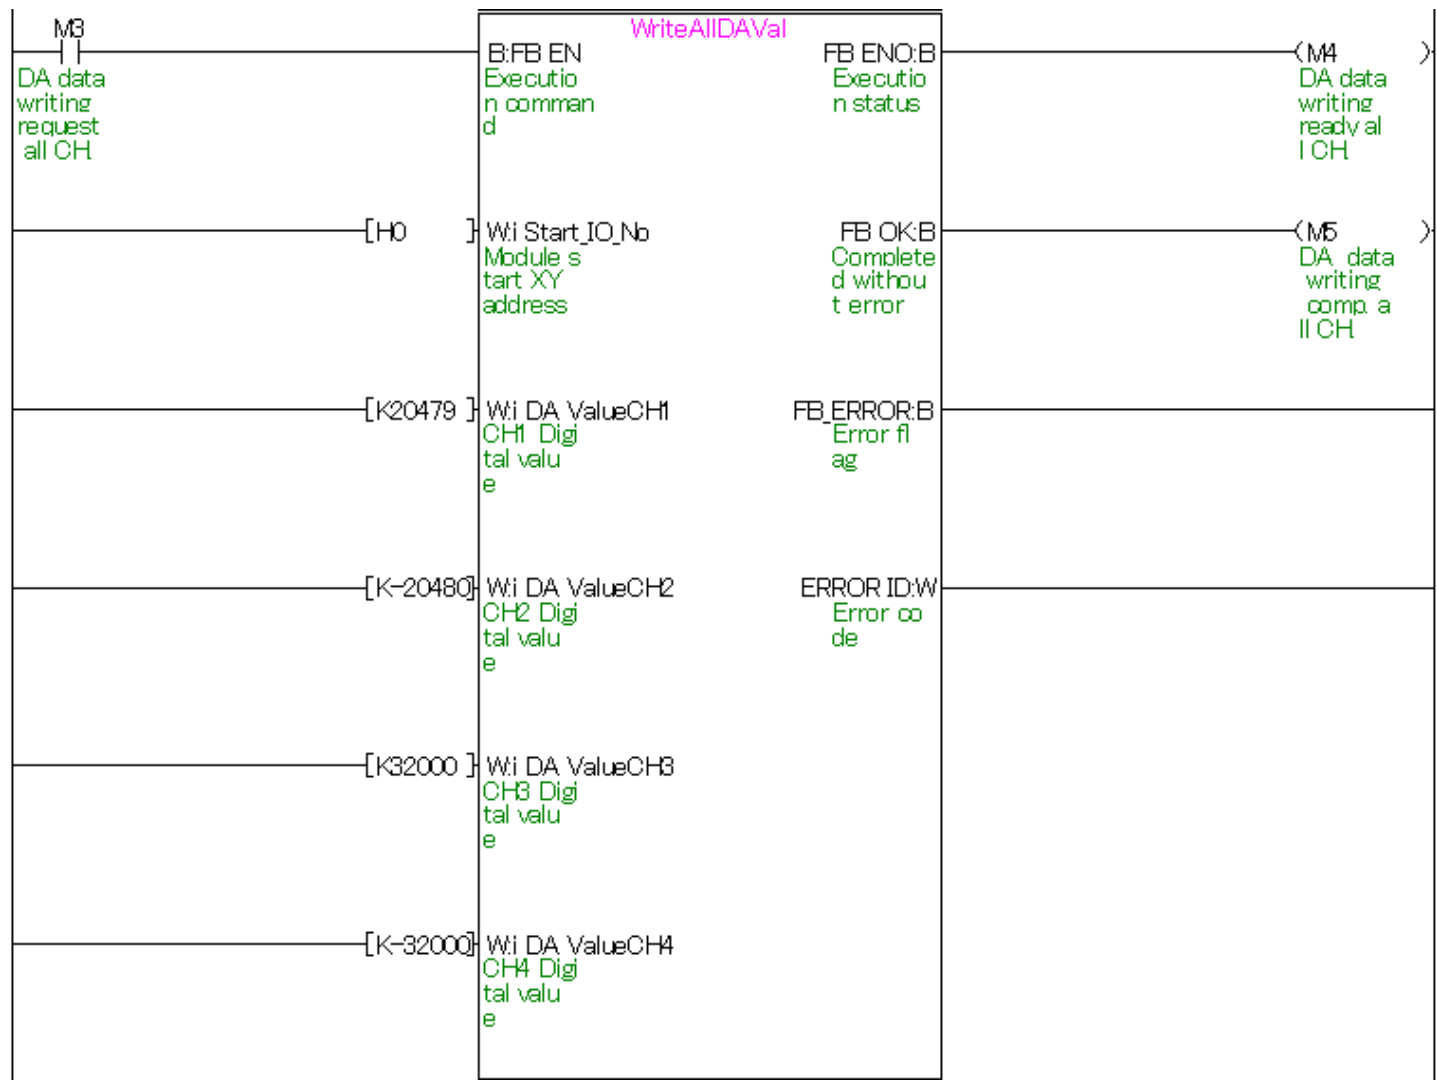 M3
DA data
writing
request
all CH.
WriteAllDAVal
B:FB EN
Executio
n comman
d
FB ENO:B
Executio
n status
(M4 )
DA data
writing
ready al
l CH.
[H0 ]
W:i Start_IO_No
Module s
tart XY
address
FB OK:B
Complete
d withou
t error
(M5 )
DA data
writing
comp. a
ll CH.
[K20479 ]
W:i DA ValueCH1
CH1 Digi
tal valu
e
FB_ERROR:B
Error fl
ag
[K-20480]
W:i DA ValueCH2
CH2 Digi
tal valu
e
ERROR ID:W
Error co
de
[K32000 ]
W:i DA ValueCH3
CH3 Digi
tal valu
e
[K-32000]
W:i DA ValueCH4
CH4 Digi
tal valu
e